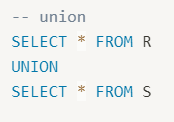 -- union
SELECT * FROM R
UNION
SELECT * FROM S